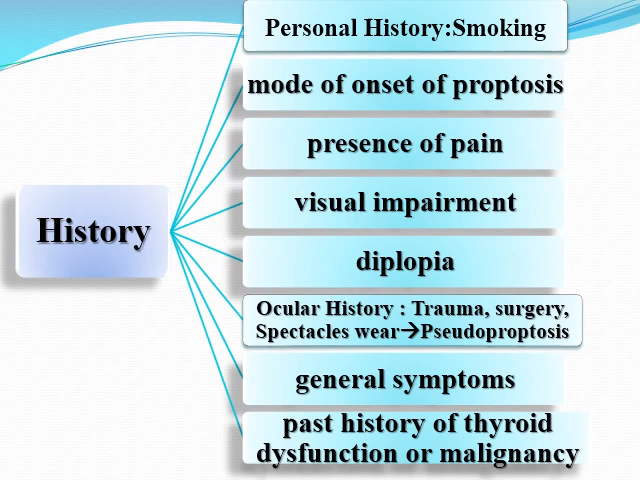 History
Personal History:Smoking
mode of onset of proptosis
presence of pain
visual impairment
diplopia
Ocular History : Trauma, surgery,
Spectacles wear→Pseudoproptosis
general symptoms
past history of thyroid
dysfunction or malignancy